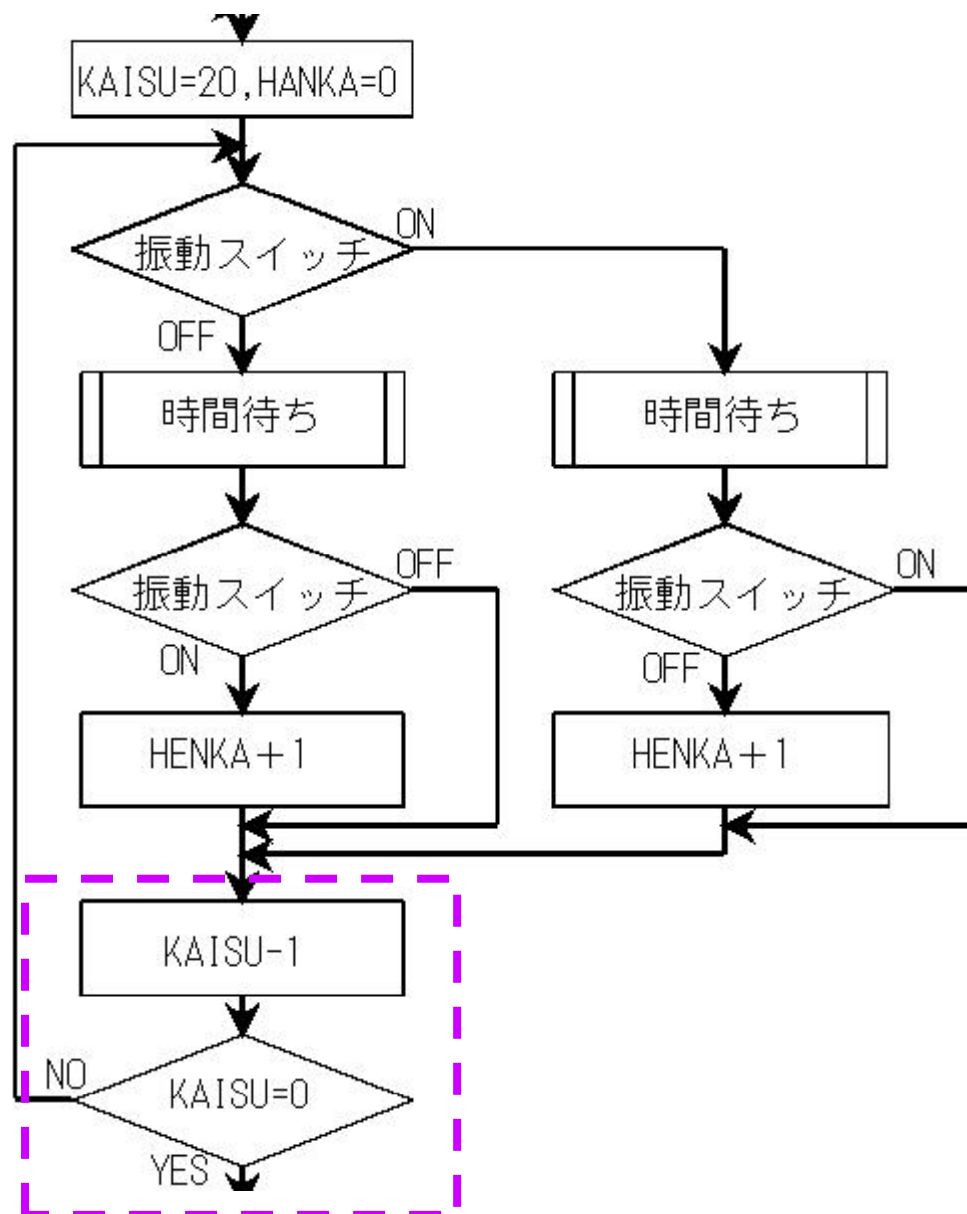 KAISU=20,HANKA=0
振動スイッチ
ON
OFF
時間待ち
時間待ち
振動スイッチ
OFF
ON
振動スイッチ
ON
OFF
HENKA+1
HENKA+1
KAISU-1
KAISU=0
NO
YES